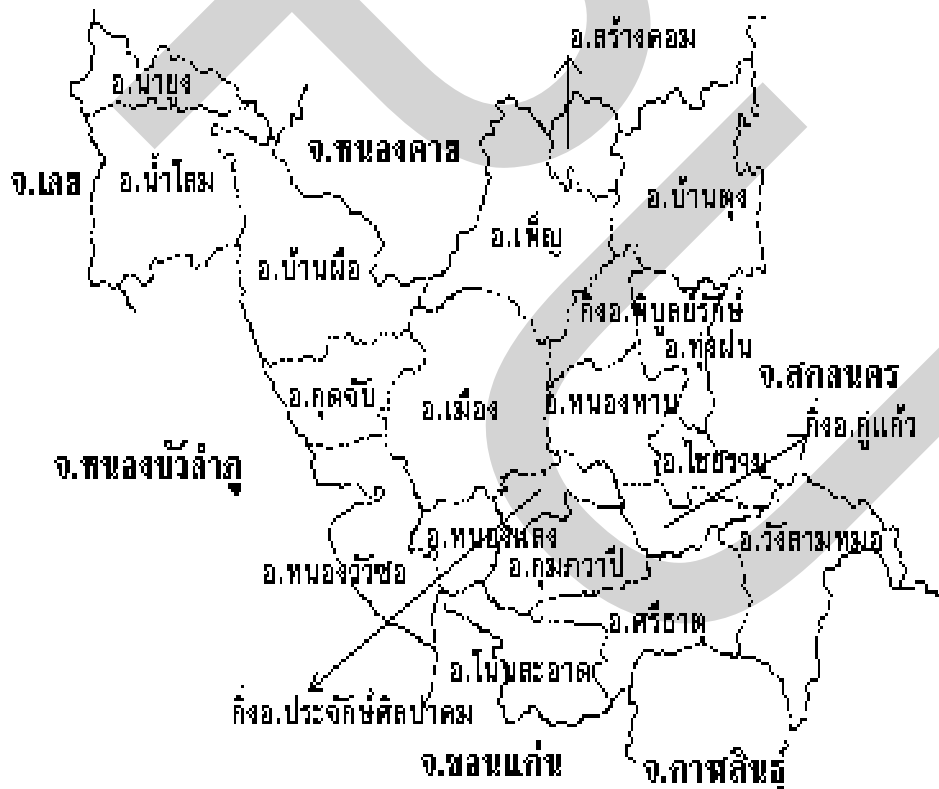 อ.สร้างคอม
อ.นายูง
จ.หนองคาย
จ.เลย
อ.น้ำโสม
อ.บ้านดุง
อ.เพ็ญ
อ.บ้านผือ
กิ่งอ.พิบูลย์รักษ์
อ.ทุ่งฝน
จ.สกลนคร
อ.กุดจับ
อ.เมือง
อ.หนองหาน
กิ่งอ.กู่แก้ว
จ.หนองบัวลำภู
อ.ไชยวาน
อ.หนองแสง
อ.วังสามหมอ
อ.หนองวัวซอ
อ.กุมภวาปี
อ.ศรีธาตุ
อ.โนนสะอาด
กิ่งอ.ประจักษ์ศิลปาคม
จ.ขอนแก่น
จ.กาฬสินธุ์